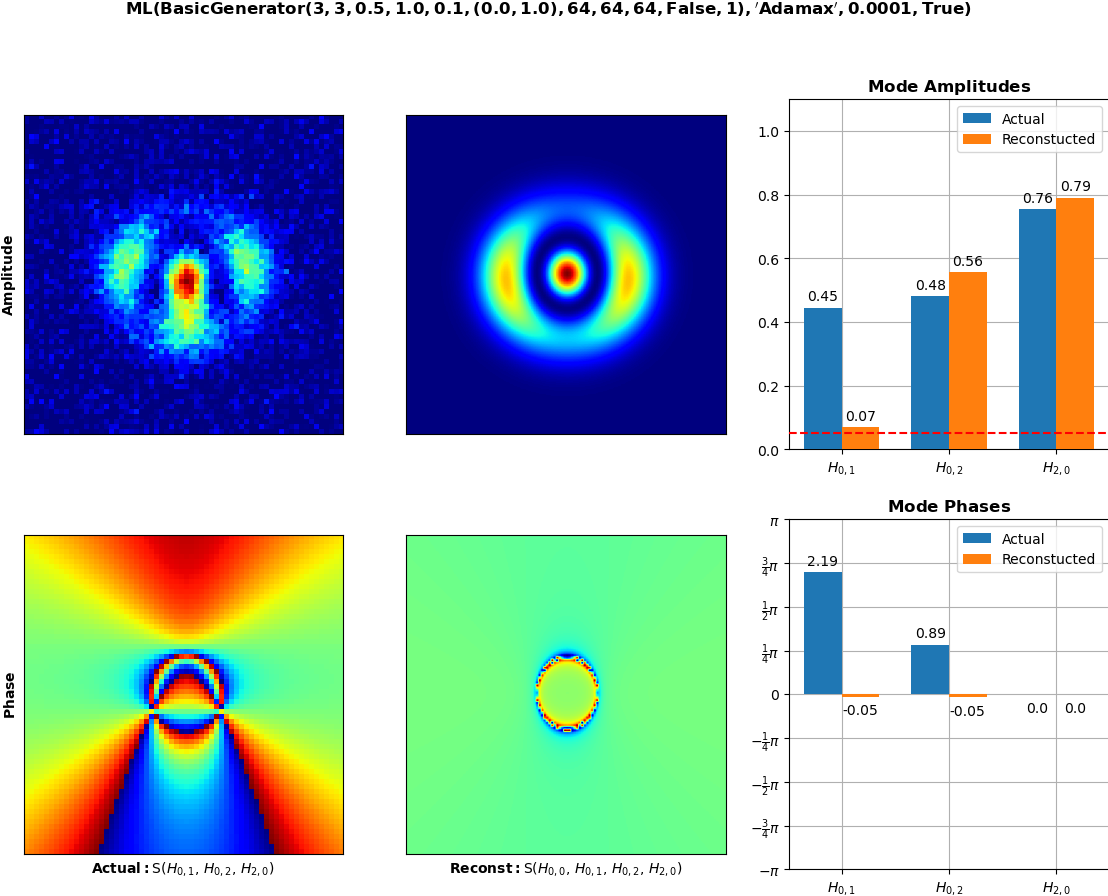 ML(BasicGenerator(3, 3, 0.5, 1.0, 0.1, (0.0, 1.0), 64, 64, 64, False, 1), 'Adamax', 0.0001, True)
Amplitude
Mode Amplitudes
Actual
Reconstucted
1.0
0.8
0.6
0.4
0.2
0.0
0.45
0.07
0.48
0.56
0.76
0.79
H0,1
H0,2
H2,0
Phase
Actual: S(H0,1, H0,2, H2,0)
Reconst: S(H0,0, H0,1, H0,2, H2,0)
Mode Phases
Actual
Reconstucted
π
3/4π
1/2π
1/4π
0
−1/4π
−1/2π
−3/4π
−π
2.19
-0.05
0.89
-0.05
0.0
0.0
H0,1
H0,2
H2,0